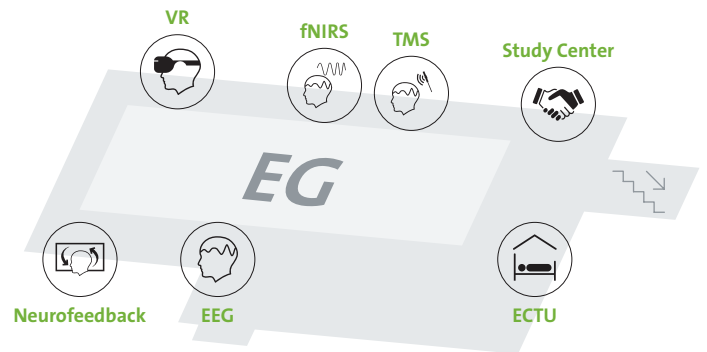 VR
fNIRS
TMS
Study Center
EG
Neurofeedback
EEG
ECTU